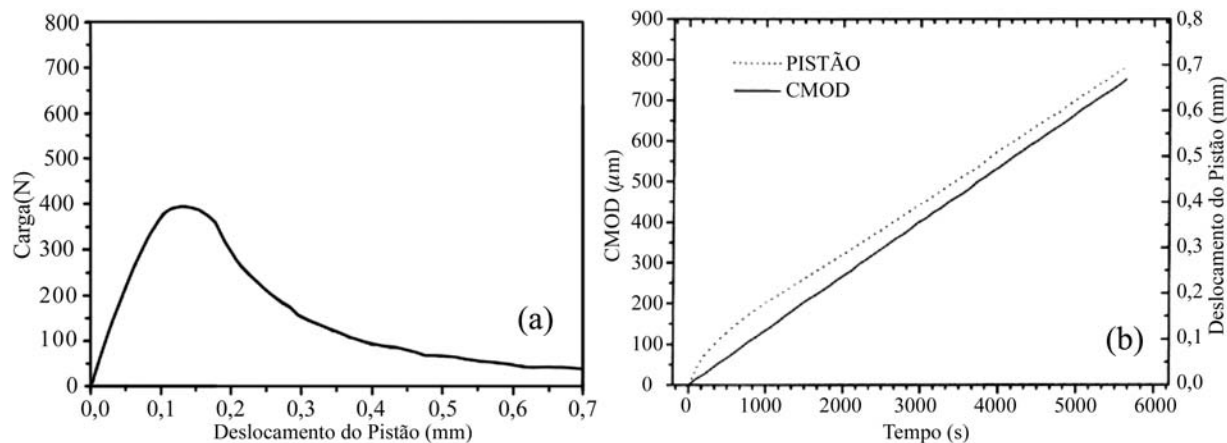 800
700
600
500
400
300
200
100
0
Carga(N)
0,0 0,1 0,2 0,3 0,4 0,5 0,6 0,7
Deslocamento do Pistão (mm)
(a)
900
800
700
600
500
400
300
200
100
0
CMOD (µm)
PISTÃO
CMOD
0 1000 2000 3000 4000 5000 6000
Tempo (s)
(b)
0,8
0,7
0,6
0,5
0,4
0,3
0,2
0,1
0,0
Deslocamento do Pistão (mm)